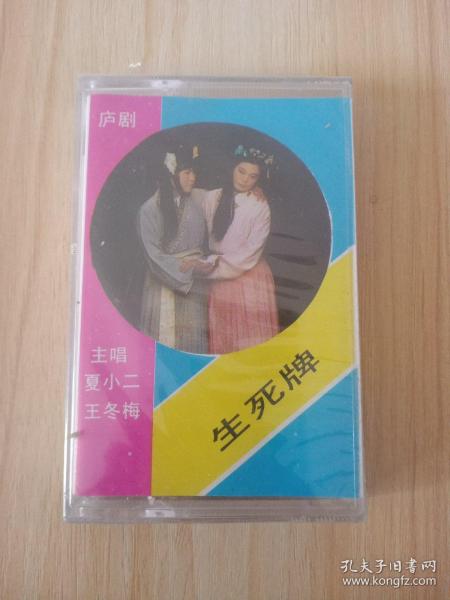 庐剧
主唱
夏小二
王冬梅
生死牌
孔夫子旧书网
www.kongfz.com